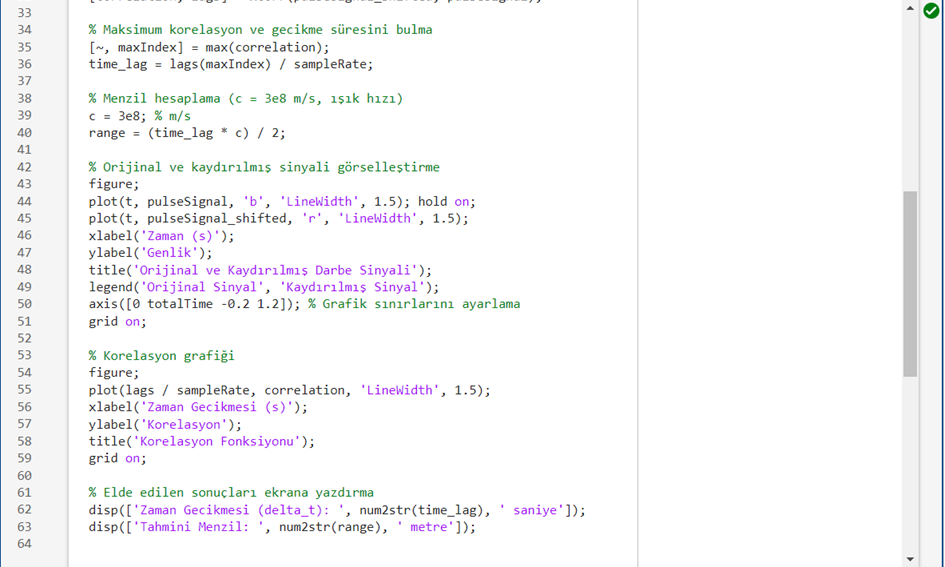 33
34 % Maksimum korelasyon ve gecikme süresini bulma
35 [~, maxIndex] = max(correlation);
36 time_lag = lags(maxIndex) / sampleRate;
37
38 % Menzil hesaplama (c = 3e8 m/s, ışık hızı)
39 c = 3e8; % m/s
40 range = (time_lag * c) / 2;
41
42 % Orijinal ve kaydırılmış sinyali görselleştirme
43 figure;
44 plot(t, pulseSignal, 'b', 'LineWidth', 1.5); hold on;
45 plot(t, pulseSignal_shifted, 'r', 'LineWidth', 1.5);
46 xlabel('Zaman (s)');
47 ylabel('Genlik');
48 title('Orijinal ve Kaydırılmış Darbe Sinyali');
49 legend('Orijinal Sinyal', 'Kaydırılmış Sinyal');
50 axis([0 totalTime -0.2 1.2]); % Grafik sınırlarını ayarlama
51 grid on;
52
53 % Korelasyon grafiği
54 figure;
55 plot(lags / sampleRate, correlation, 'LineWidth', 1.5);
56 xlabel('Zaman Gecikmesi (s)');
57 ylabel('Korelasyon');
58 title('Korelasyon Fonksiyonu');
59 grid on;
60
61 % Elde edilen sonuçları ekrana yazdırma
62 disp(['Zaman Gecikmesi (delta_t): ', num2str(time_lag), ' saniye']);
63 disp(['Tahmini Menzil: ', num2str(range), ' metre']);
64